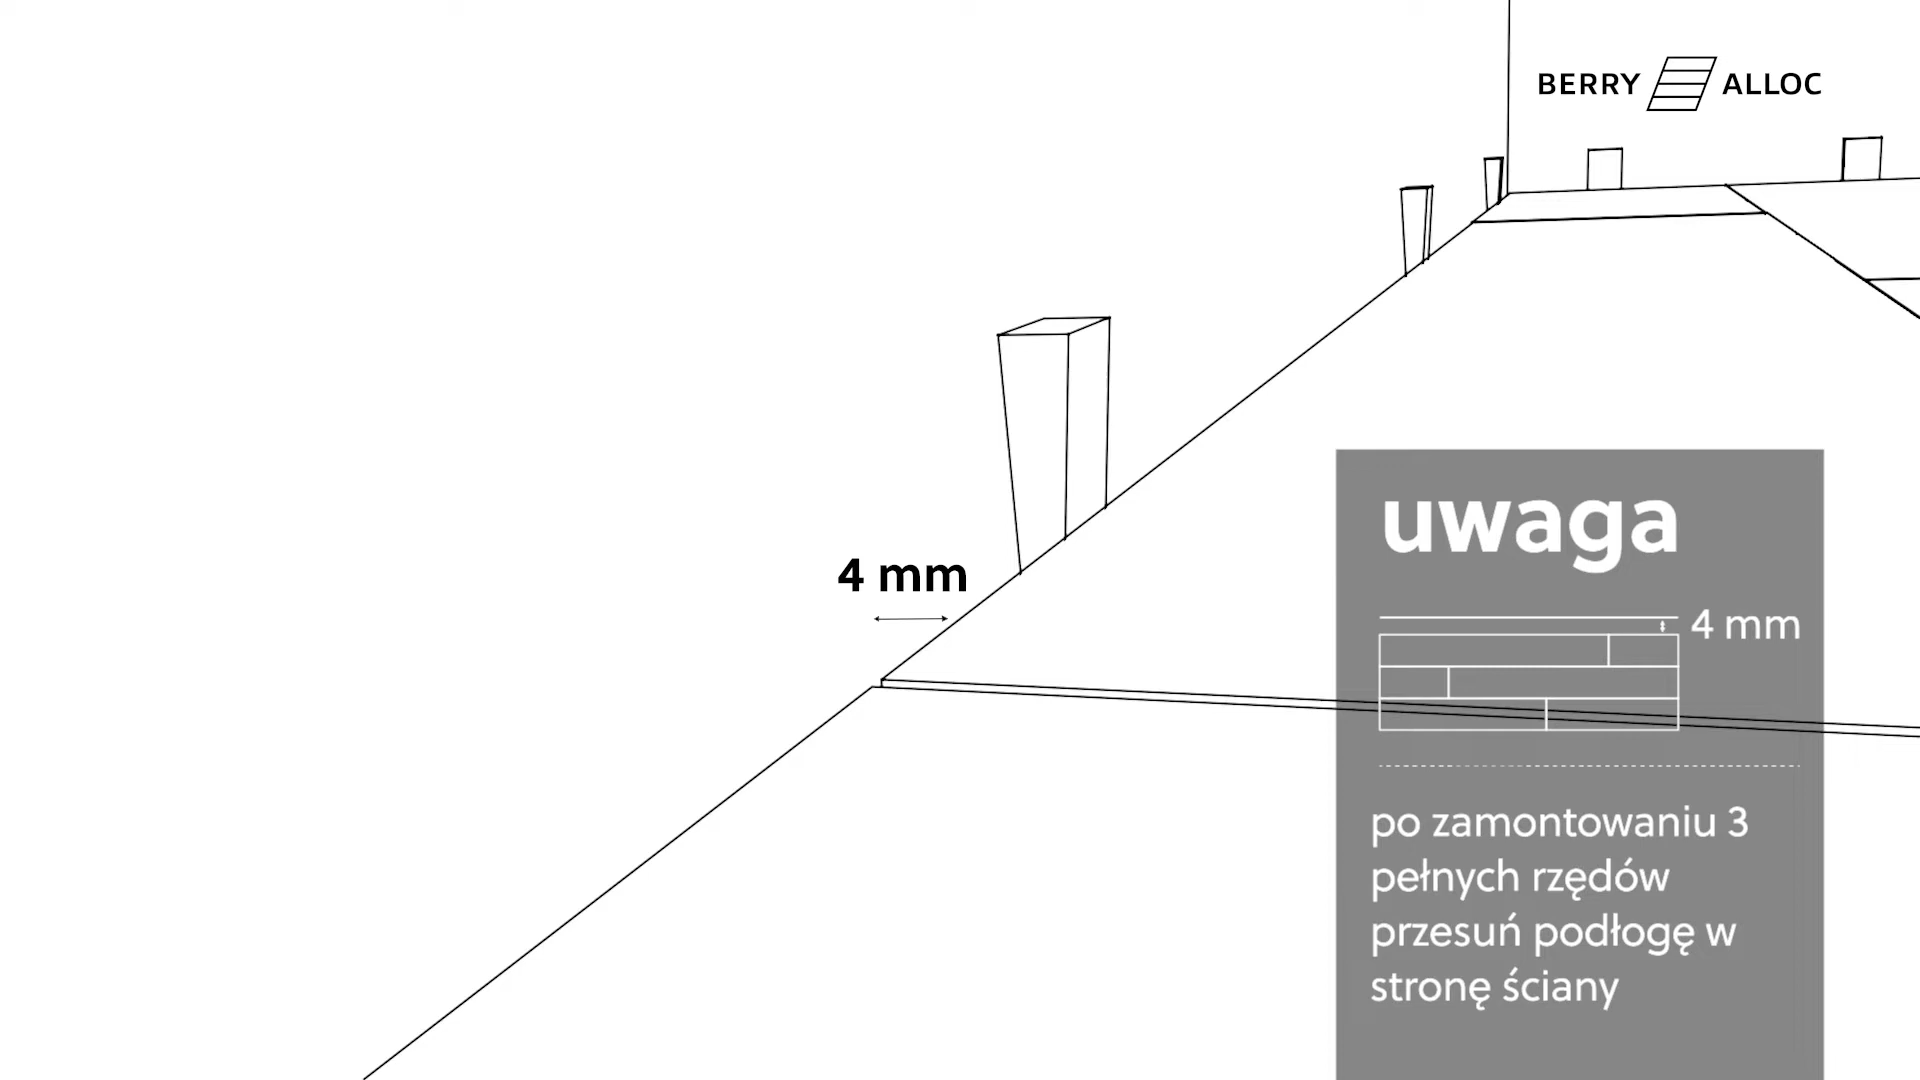 BERRY ALLOC
4 mm
uwaga
4 mm
po zamontowaniu 3
pełnych rzędów
przesuń podłogę w
stronę ściany